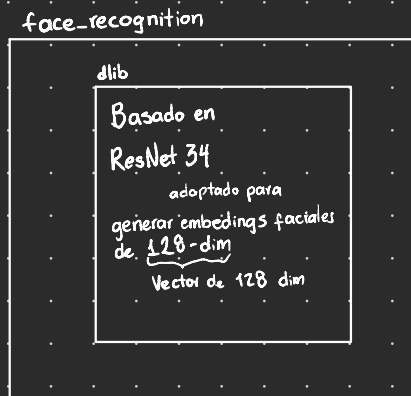 face_recognition
dlib
Basado en
ResNet 34
adoptado para
generar embedings faciales
de 128-dim
Vector de 128 dim